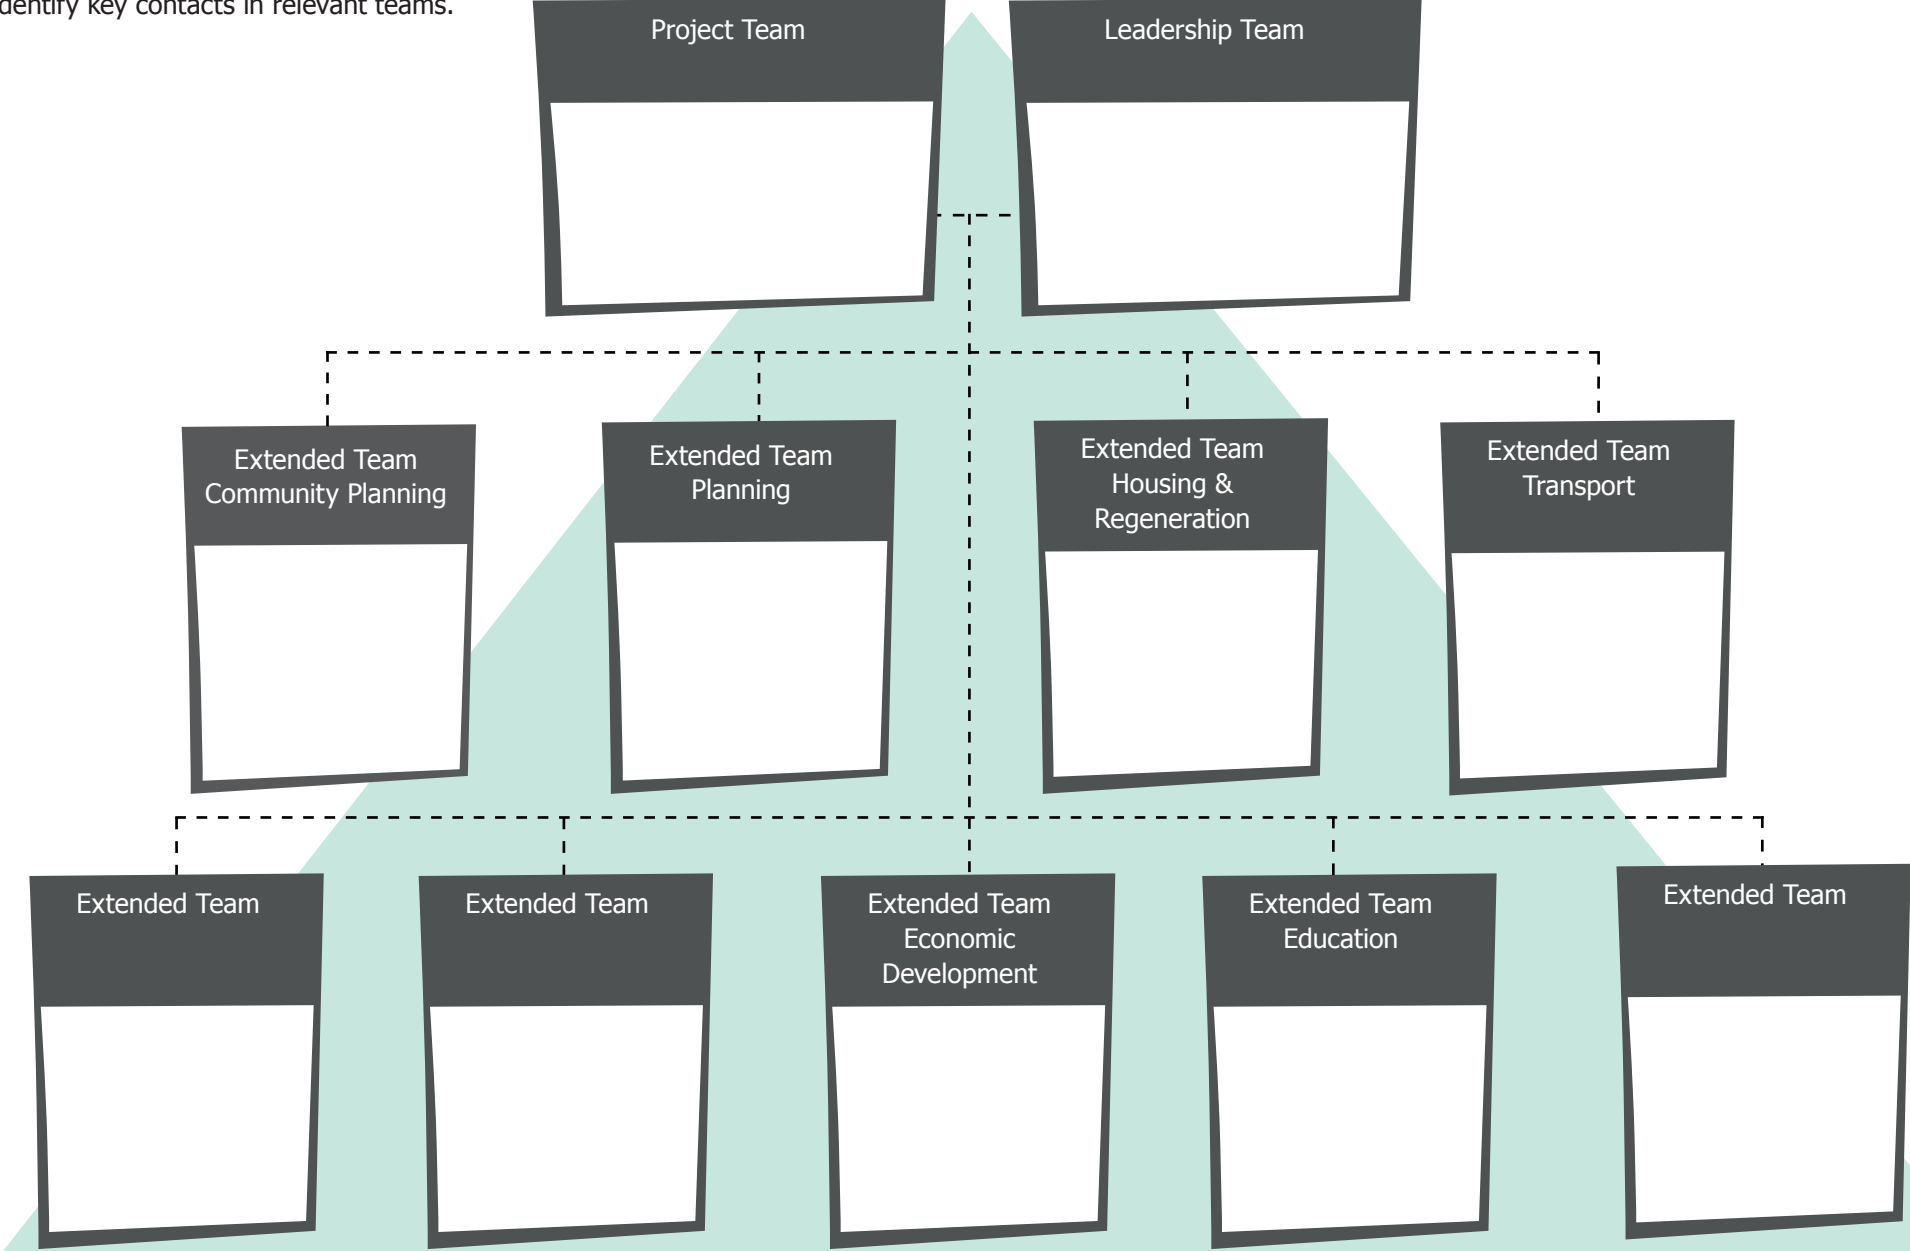 key contacts in relevant teams.
Project Team
Leadership Team
Extended Team
Community Planning
Extended Team
Planning
Extended Team
Housing &
Regeneration
Extended Team
Transport
Extended Team
Extended Team
Extended Team
Economic
Development
Extended Team
Education
Extended Team